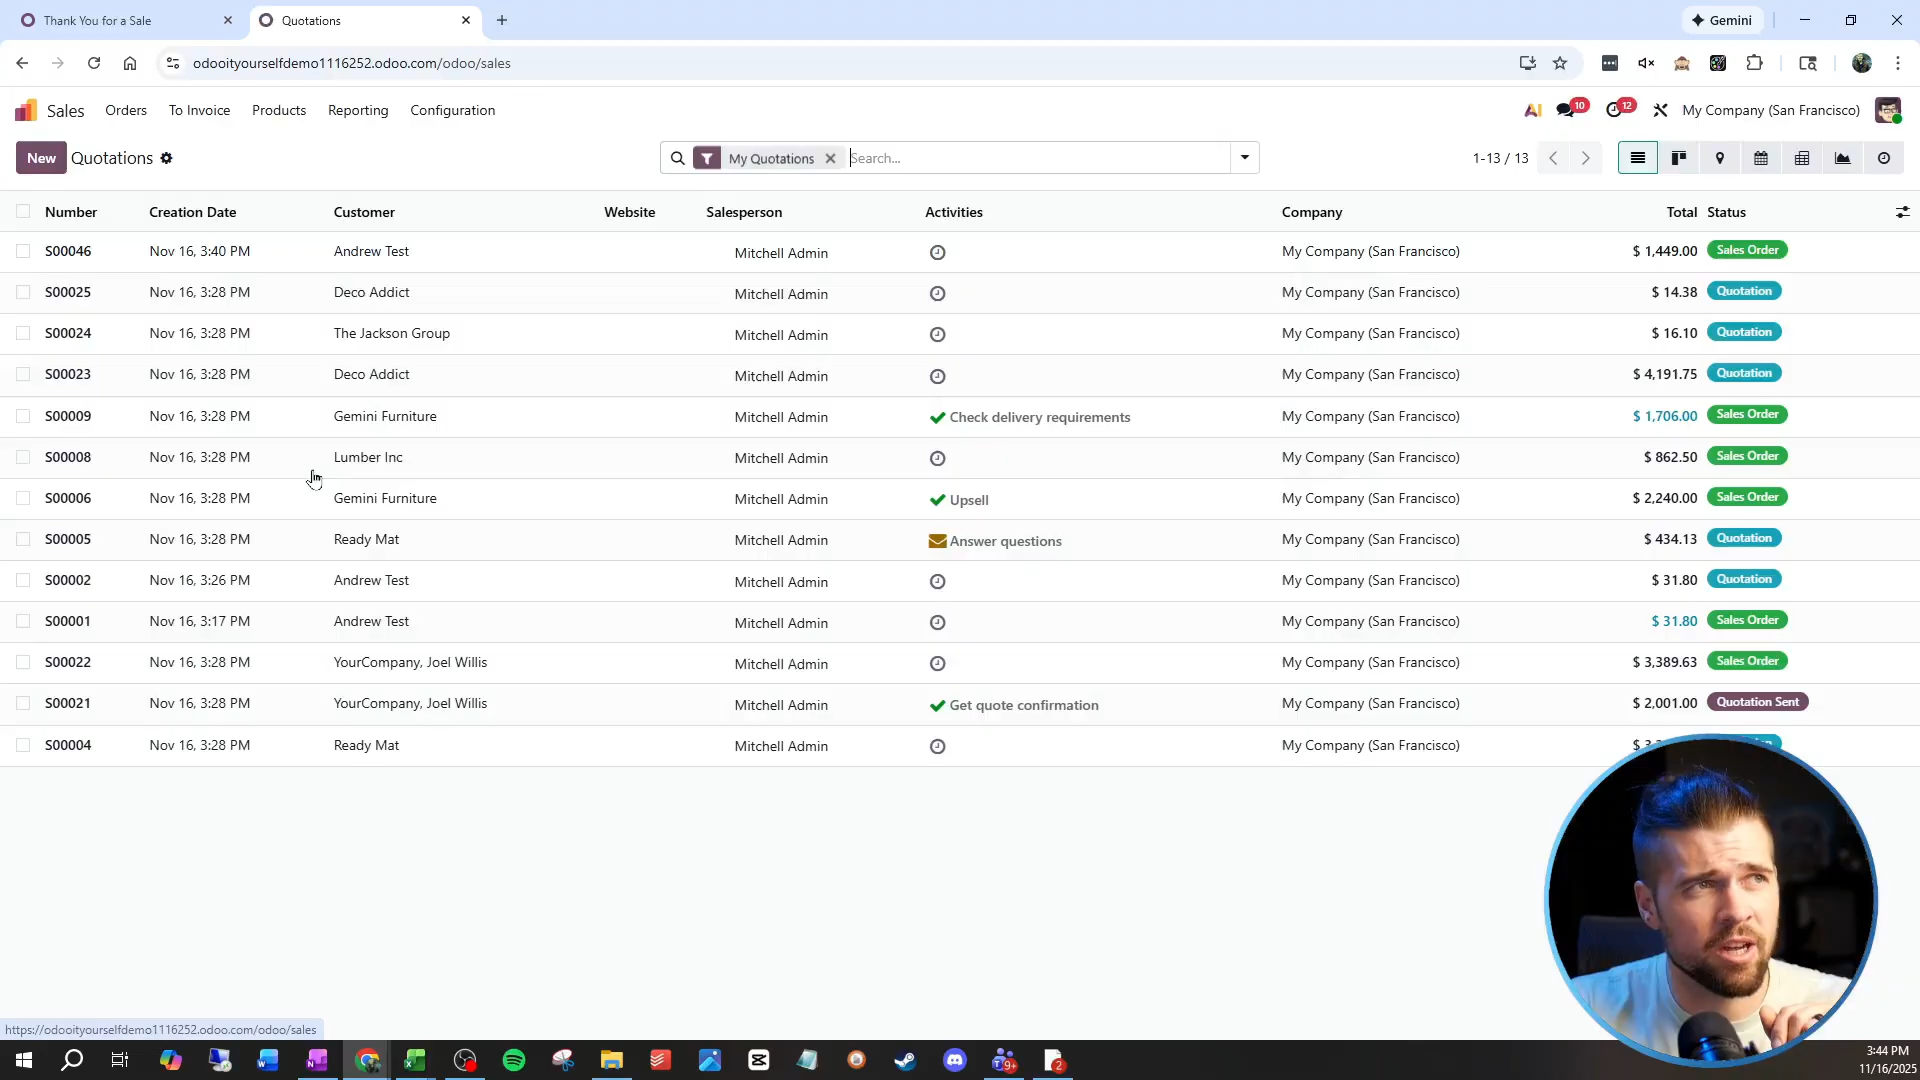 Thank You for a Sale
Quotations
Gemini
odooityourselfdemo1116252.odoo.com/odoo/sales
Sales Orders To Invoice Products Reporting Configuration
AI 10 12 My Company (San Francisco)
New Quotations My Quotations Search... 1-13 / 13
Number Creation Date Customer Website Salesperson Activities Company Total Status
S00046 Nov 16, 3:40 PM Andrew Test Mitchell Admin My Company (San Francisco) $ 1,449.00 Sales Order
S00025 Nov 16, 3:28 PM Deco Addict Mitchell Admin My Company (San Francisco) $ 14.38 Quotation
S00024 Nov 16, 3:28 PM The Jackson Group Mitchell Admin My Company (San Francisco) $ 16.10 Quotation
S00023 Nov 16, 3:28 PM Deco Addict Mitchell Admin My Company (San Francisco) $ 4,191.75 Quotation
S00009 Nov 16, 3:28 PM Gemini Furniture Mitchell Admin Check delivery requirements My Company (San Francisco) $ 1,706.00 Sales Order
S00008 Nov 16, 3:28 PM Lumber Inc Mitchell Admin My Company (San Francisco) $ 862.50 Sales Order
S00006 Nov 16, 3:28 PM Gemini Furniture Mitchell Admin Upsell My Company (San Francisco) $ 2,240.00 Sales Order
S00005 Nov 16, 3:28 PM Ready Mat Mitchell Admin Answer questions My Company (San Francisco) $ 434.13 Quotation
S00002 Nov 16, 3:26 PM Andrew Test Mitchell Admin My Company (San Francisco) $ 31.80 Quotation
S00001 Nov 16, 3:17 PM Andrew Test Mitchell Admin My Company (San Francisco) $ 31.80 Sales Order
S00022 Nov 16, 3:28 PM YourCompany, Joel Willis Mitchell Admin My Company (San Francisco) $ 3,389.63 Sales Order
S00021 Nov 16, 3:28 PM YourCompany, Joel Willis Mitchell Admin Get quote confirmation My Company (San Francisco) $ 2,001.00 Quotation Sent
S00004 Nov 16, 3:28 PM Ready Mat Mitchell Admin My Company (San Francisco)
https://odooityourselfdemo1116252.odoo.com/odoo/sales
3:44 PM
11/16/2025